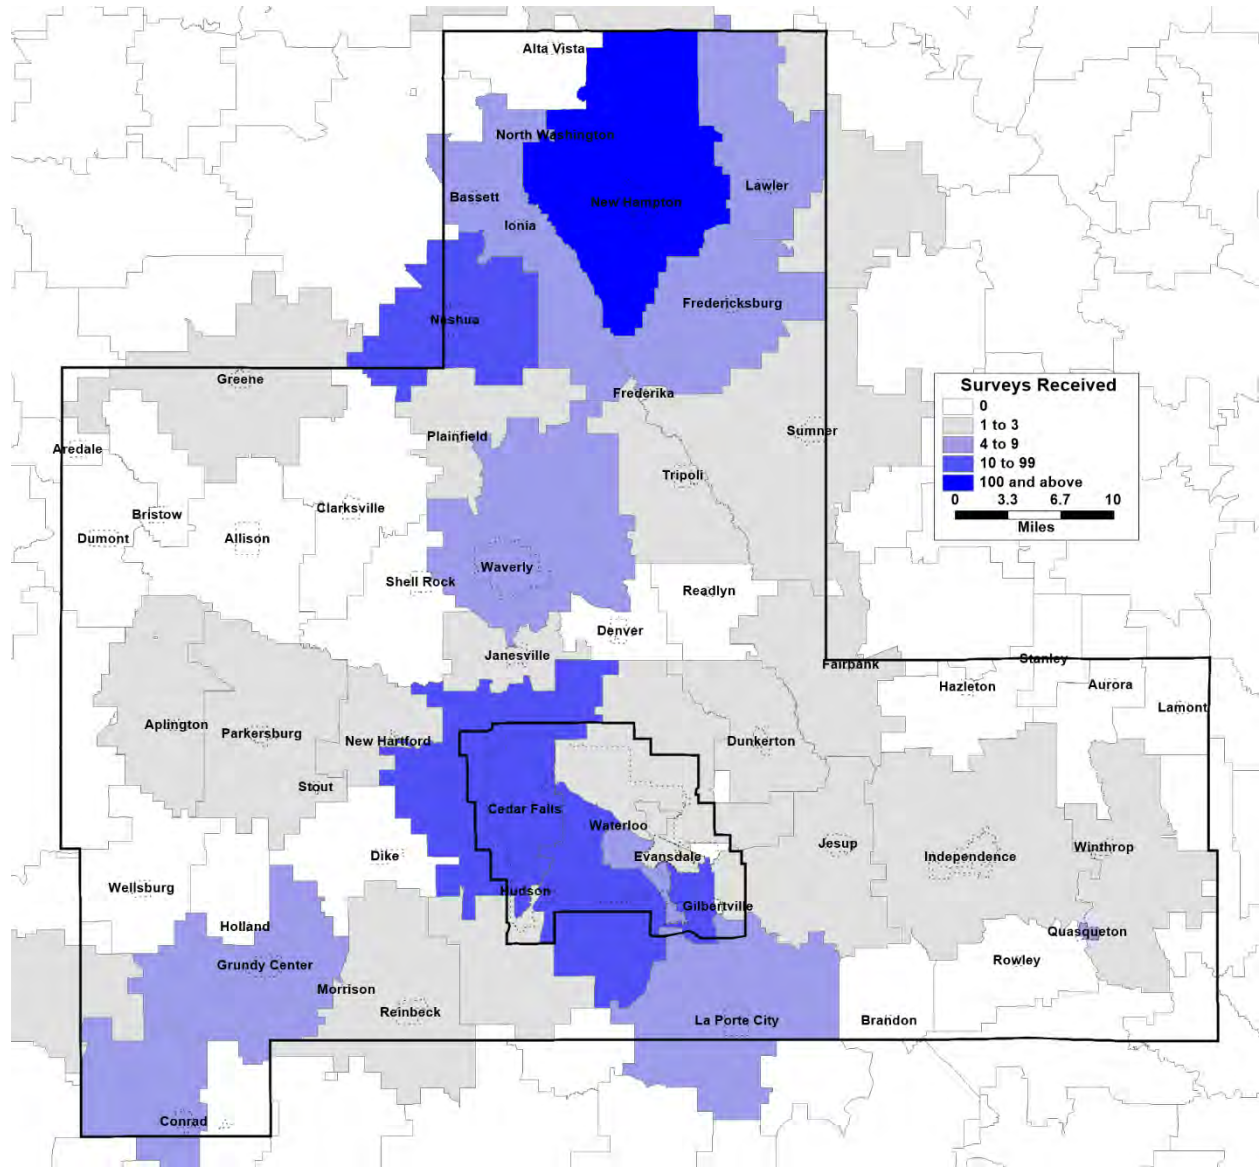 Alta Vista
North Washington
Bassett
Lawler
New Hampton
Ionia
Fredericksburg
Nashua
Greene
Frederika
Surveys Received
0
1 to 3
4 to 9
10 to 99
100 and above
0 3.3 6.7 10
Miles
Plainfield
Sumner
Aredale
Tripoli
Clarksville
Bristow
Dumont
Allison
Waverly
Shell Rock
Readlyn
Denver
Janesville
Fairbank
Stanley
Hazleton
Aurora
Lamont
Aplington
Parkersburg
New Hartford
Dunkerton
Stout
Cedar Falls
Waterloo
Jesup
Winthrop
Dike
Evansdale
Independence
Wellsburg
Hudson
Gilbertville
Holland
Quasqueton
Grundy Center
Rowley
Morrison
Reinbeck
La Porte City
Brandon
Conrad